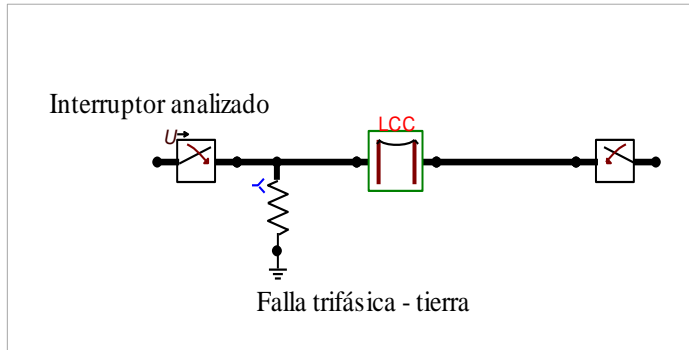 Interruptor analizado
LCC
U
Falla trifásica - tierra